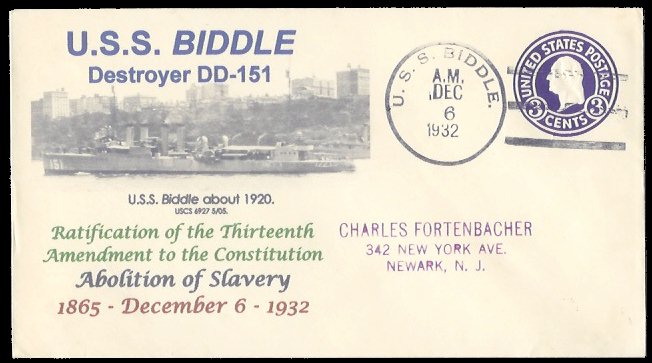 U.S.S. BIDDLE
Destroyer DD-151
151
U.S.S. Biddle about 1920.
USCS 6927 5/05.
Ratification of the Thirteenth
Amendment to the Constitution
Abolition of Slavery
1865 - December 6 - 1932
U. S. S. BIDDLE.
A.M.
DEC
6
1932
UNITED STATES POSTAGE
3 CENTS 3
CHARLES FORTENBACHER
342 NEW YORK AVE.
NEWARK, N. J.